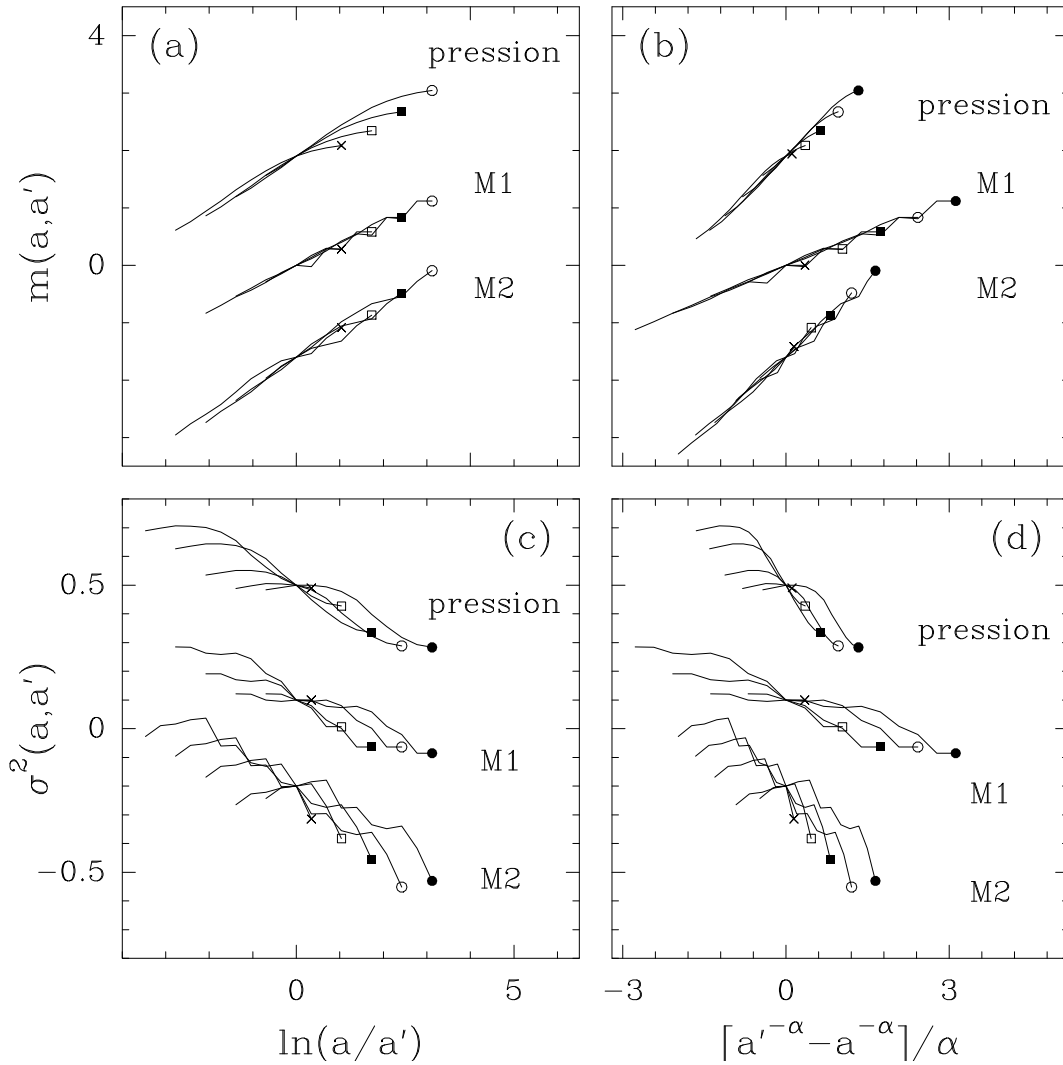 4
0
m(a,a′)
(a)
pression
M1
M2
(b)
pression
M1
M2
0.5
0
−0.5
σ²(a,a′)
(c)
pression
M1
M2
(d)
pression
M1
M2
0
5
−3
0
3
ln(a/a′)
⌈a′⁻ᵅ−a⁻ᵅ⌉/α